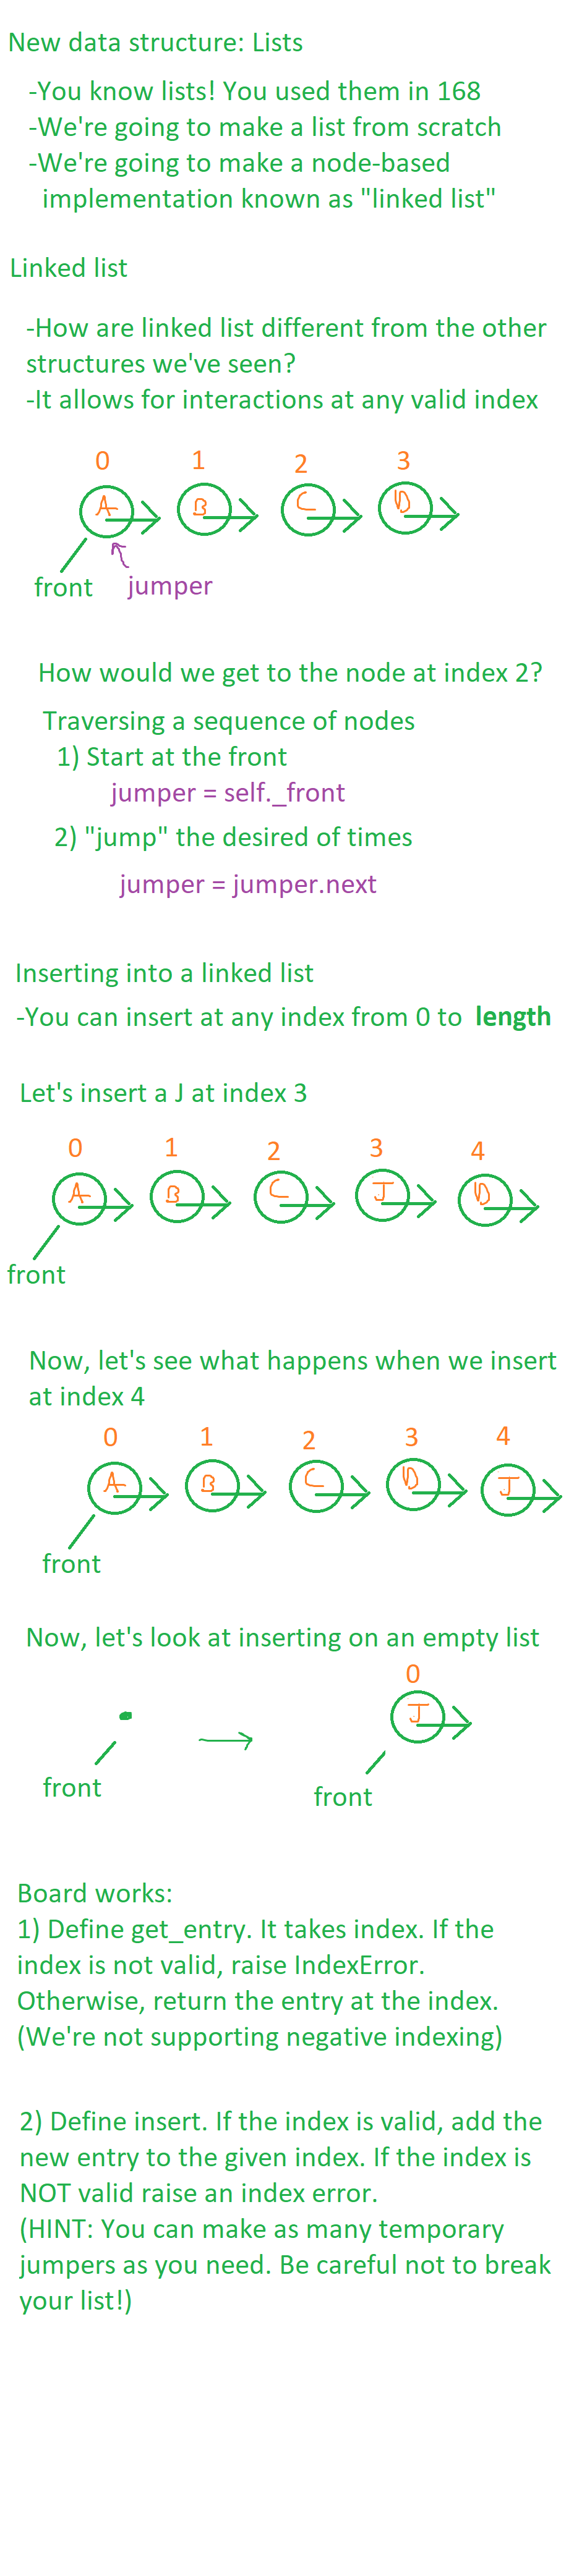 New data structure: Lists
-You know lists! You used them in 168
-We're going to make a list from scratch
-We're going to make a node-based
implementation known as "linked list"
Linked list
-How are linked list different from the other
structures we've seen?
-It allows for interactions at any valid index
0 1 2 3
A B C D
front jumper
How would we get to the node at index 2?
Traversing a sequence of nodes
1) Start at the front
jumper = self._front
2) "jump" the desired of times
jumper = jumper.next
Inserting into a linked list
-You can insert at any index from 0 to length
Let's insert a J at index 3
0 1 2 3 4
A B C J D
front
Now, let's see what happens when we insert
at index 4
0 1 2 3 4
A B C D J
front
Now, let's look at inserting on an empty list
0
J
front front
Board works:
1) Define get_entry. It takes index. If the
index is not valid, raise IndexError.
Otherwise, return the entry at the index.
(We're not supporting negative indexing)
2) Define insert. If the index is valid, add the
new entry to the given index. If the index is
NOT valid raise an index error.
(HINT: You can make as many temporary
jumpers as you need. Be careful not to break
your list!)